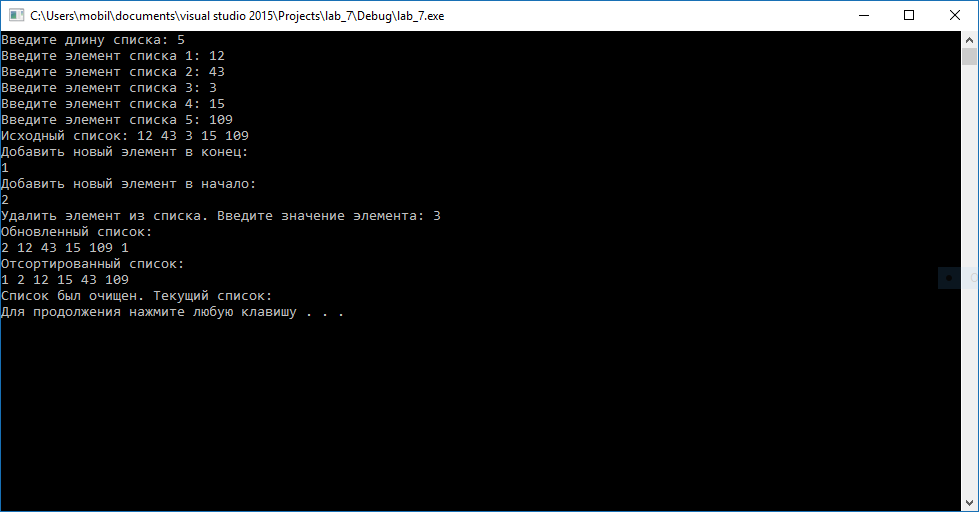 C:\Users\mobil\documents\visual studio 2015\Projects\lab_7\Debug\lab_7.exe
Введите длину списка: 5
Введите элемент списка 1: 12
Введите элемент списка 2: 43
Введите элемент списка 3: 3
Введите элемент списка 4: 15
Введите элемент списка 5: 109
Исходный список: 12 43 3 15 109
Добавить новый элемент в конец:
1
Добавить новый элемент в начало:
2
Удалить элемент из списка. Введите значение элемента: 3
Обновленный список:
2 12 43 15 109 1
Отсортированный список:
1 2 12 15 43 109
Список был очищен. Текущий список:
Для продолжения нажмите любую клавишу . . .